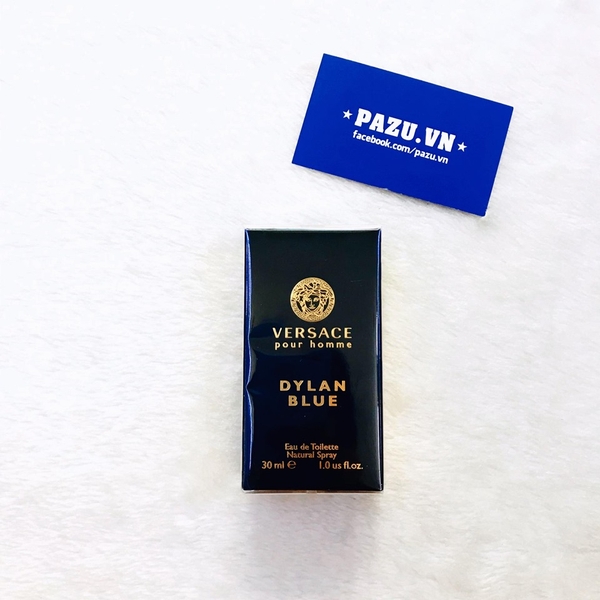 ★ PAZU.VN ★
facebook.com/pazu.vn
VERSACE
pour homme
DYLAN
BLUE
Eau de Toilette
Natural Spray
30 ml ℮ 1.0 us fl.oz.